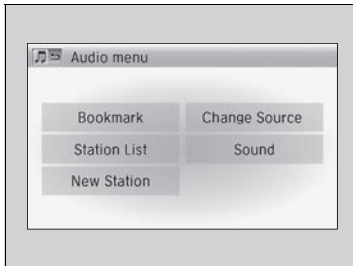 Audio menu
Bookmark
Change Source
Station List
Sound
New Station